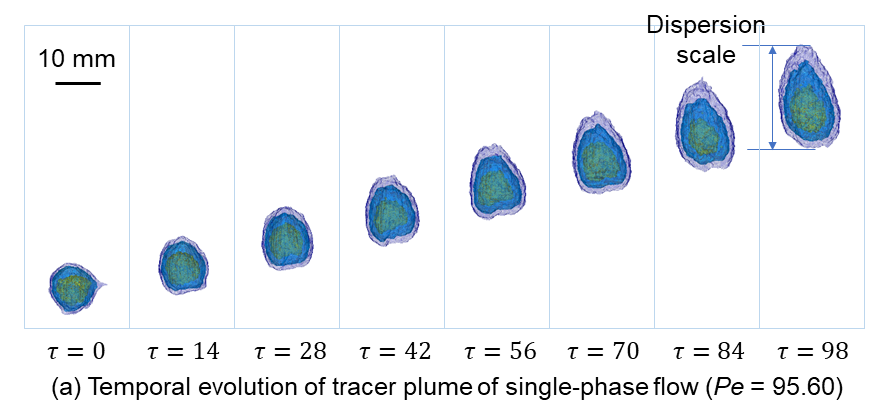 Dispersion
scale
10 mm
τ = 0
τ = 14
τ = 28
τ = 42
τ = 56
τ = 70
τ = 84
τ = 98
(a) Temporal evolution of tracer plume of single-phase flow (Pe = 95.60)